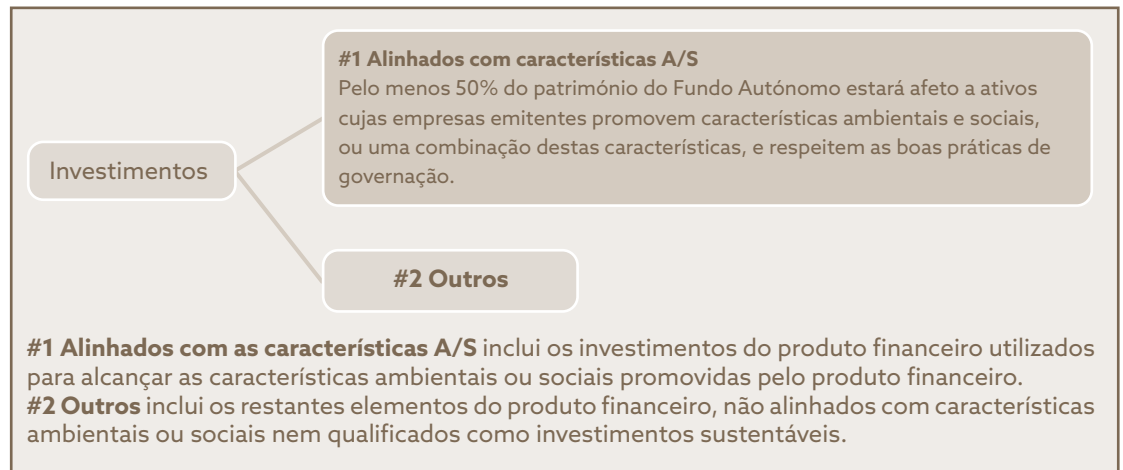 #1 Alinhados com características A/S
Pelo menos 50% do património do Fundo Autónomo estará afeto a ativos
cujas empresas emitentes promovem características ambientais e sociais,
ou uma combinação destas características, e respeitem as boas práticas de
governação.
Investimentos
#2 Outros
#1 Alinhados com as características A/S inclui os investimentos do produto financeiro utilizados
para alcançar as características ambientais ou sociais promovidas pelo produto financeiro.
#2 Outros inclui os restantes elementos do produto financeiro, não alinhados com características
ambientais ou sociais nem qualificados como investimentos sustentáveis.